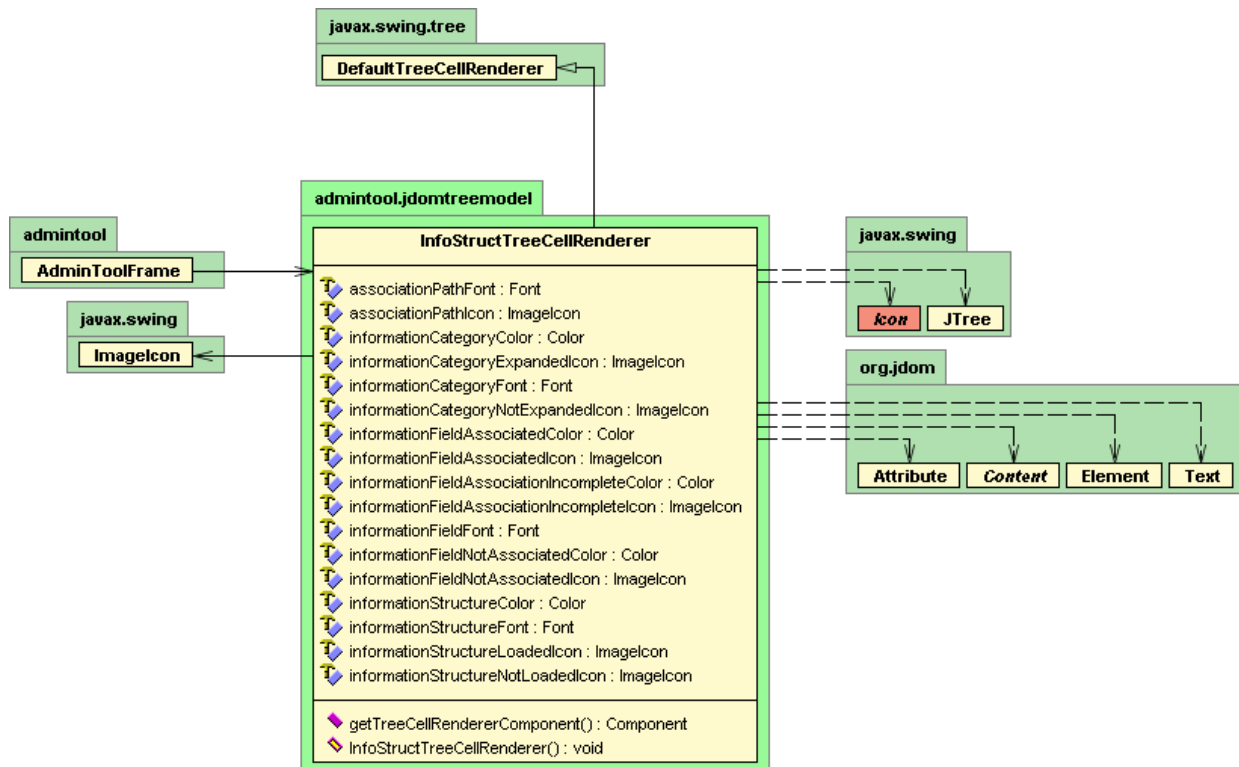 javax.swing.tree
DefaultTreeCellRenderer
admintool.jdomtreemodel
InfoStructTreeCellRenderer
associationPathFont : Font
associationPathIcon : ImageIcon
informationCategoryColor : Color
informationCategoryExpandedIcon : ImageIcon
informationCategoryFont : Font
informationCategoryNotExpandedIcon : ImageIcon
informationFieldAssociatedColor : Color
informationFieldAssociatedIcon : ImageIcon
informationFieldAssociationIncompleteColor : Color
informationFieldAssociationIncompleteIcon : ImageIcon
informationFieldFont : Font
informationFieldNotAssociatedColor : Color
informationFieldNotAssociatedIcon : ImageIcon
informationStructureColor : Color
informationStructureFont : Font
informationStructureLoadedIcon : ImageIcon
informationStructureNotLoadedIcon : ImageIcon
getTreeCellRendererComponent() : Component
InfoStructTreeCellRenderer() : void
admintool
AdminToolFrame
javax.swing
ImageIcon
javax.swing
Icon JTree
org.jdom
Attribute Content Element Text